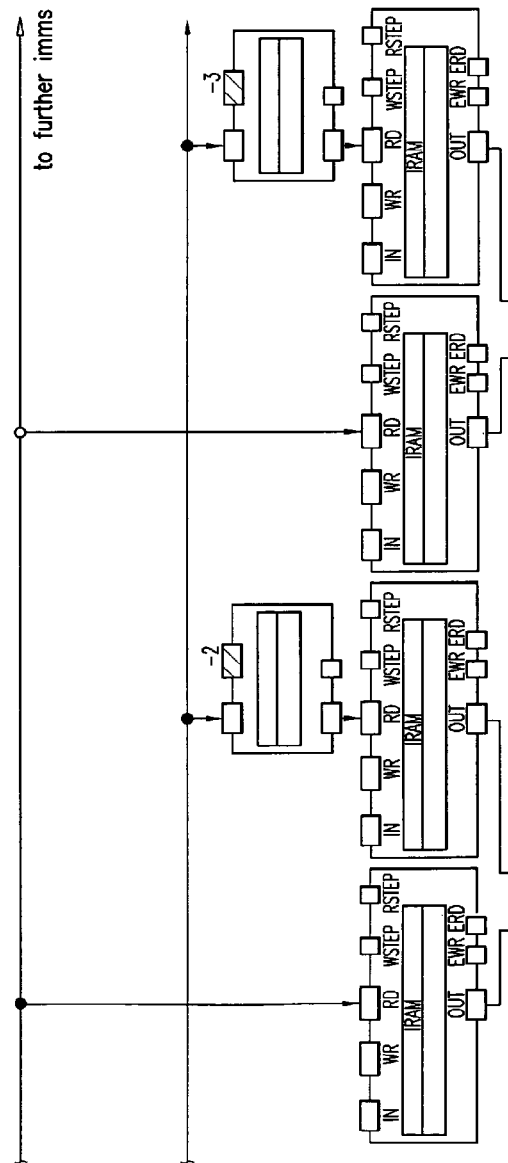 to further imms
-3
RSTEP
WSTEP
RD
WR
IN
IRAM
ERD
EWR
OUT
RSTEP
WSTEP
RD
WR
IN
IRAM
ERD
EWR
OUT
-2
RSTEP
WSTEP
RD
WR
IN
IRAM
ERD
EWR
OUT
RSTEP
WSTEP
RD
WR
IN
IRAM
ERD
EWR
OUT